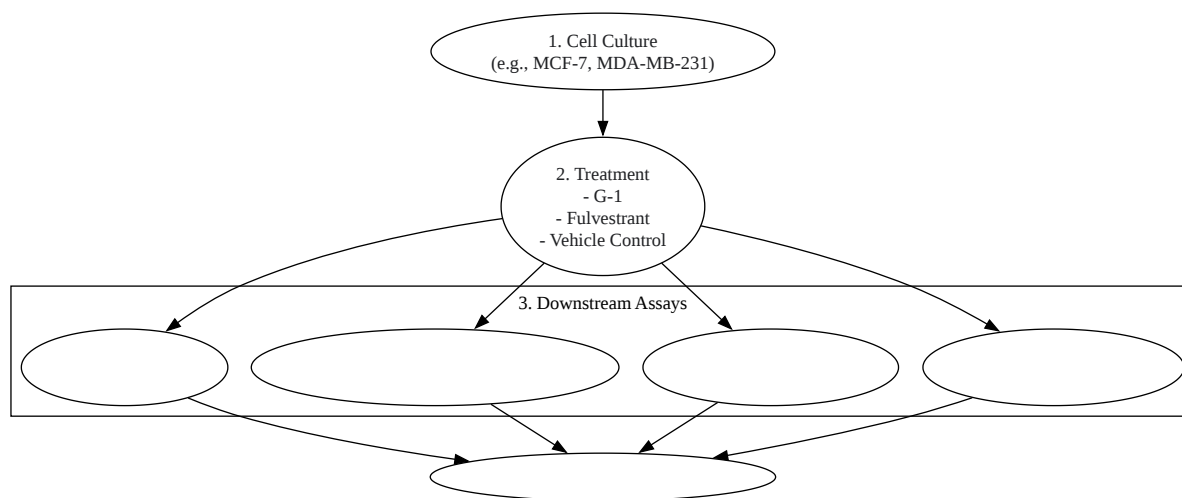 1. Cell Culture
(e.g., MCF-7, MDA-MB-231)
2. Treatment
- G-1
- Fulvestrant
- Vehicle Control
3. Downstream Assays